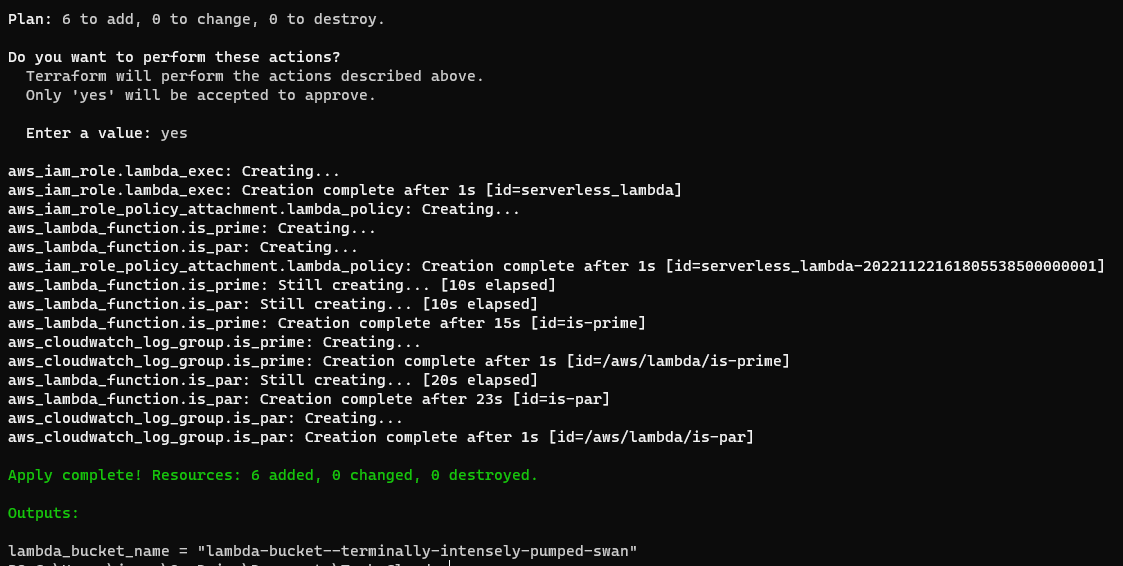 Plan: 6 to add, 0 to change, 0 to destroy.
Do you want to perform these actions?
Terraform will perform the actions described above.
Only 'yes' will be accepted to approve.
Enter a value: yes
aws_iam_role.lambda_exec: Creating...
aws_iam_role.lambda_exec: Creation complete after 1s [id=serverless_lambda]
aws_iam_role_policy_attachment.lambda_policy: Creating...
aws_lambda_function.is_prime: Creating...
aws_lambda_function.is_par: Creating...
aws_iam_role_policy_attachment.lambda_policy: Creation complete after 1s [id=serverless_lambda-20221122161805538500000001]
aws_lambda_function.is_prime: Still creating... [10s elapsed]
aws_lambda_function.is_par: Still creating... [10s elapsed]
aws_lambda_function.is_prime: Creation complete after 15s [id=is-prime]
aws_cloudwatch_log_group.is_prime: Creating...
aws_cloudwatch_log_group.is_prime: Creation complete after 1s [id=/aws/lambda/is-prime]
aws_lambda_function.is_par: Still creating... [20s elapsed]
aws_lambda_function.is_par: Creation complete after 23s [id=is-par]
aws_cloudwatch_log_group.is_par: Creating...
aws_cloudwatch_log_group.is_par: Creation complete after 1s [id=/aws/lambda/is-par]
Apply complete! Resources: 6 added, 0 changed, 0 destroyed.
Outputs:
lambda_bucket_name = "lambda-bucket--terminally-intensely-pumped-swan"